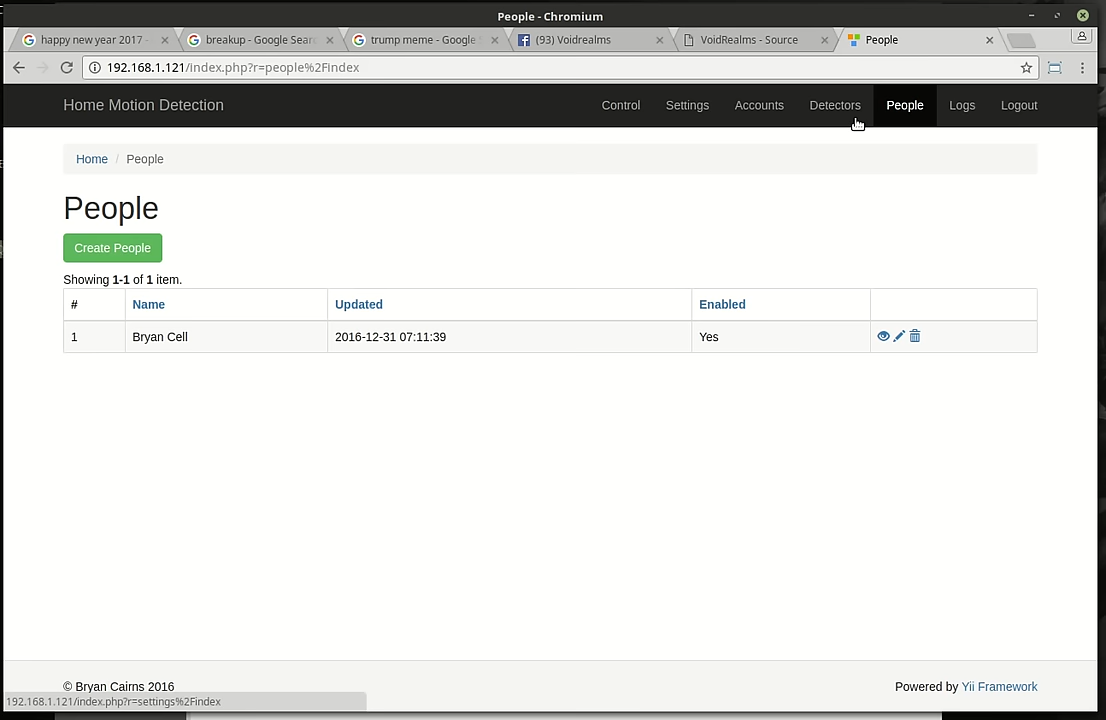 People - Chromium
happy new year 2017 -
breakup - Google Sear
trump meme - Google
(93) Voidrealms
VoidRealms - Source
People
192.168.1.121/index.php?r=people%2Findex
Home Motion Detection
Control
Settings
Accounts
Detectors
People
Logs
Logout
Home / People
People
Create People
Showing 1-1 of 1 item.
# Name Updated Enabled
1 Bryan Cell 2016-12-31 07:11:39 Yes
© Bryan Cairns 2016
Powered by Yii Framework
192.168.1.121/index.php?r=settings%2Findex